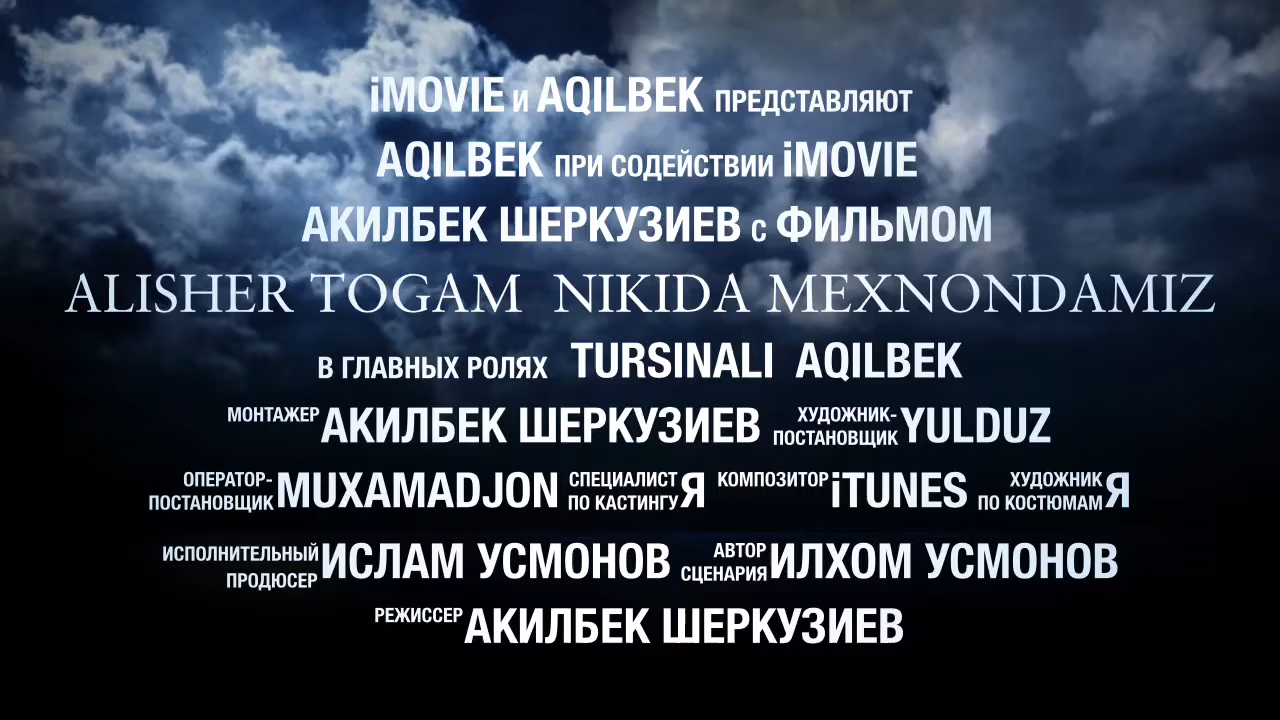 iMOVIE И AQILBEK ПРЕДСТАВЛЯЮТ
AQILBEK ПРИ СОДЕЙСТВИИ iMOVIE
АКИЛБЕК ШЕРКУЗИЕВ С ФИЛЬМОМ
ALISHER TOGAM NIKIDA MEXNONDAMIZ
В ГЛАВНЫХ РОЛЯХ TURSINALI AQILBEK
МОНТАЖЕР АКИЛБЕК ШЕРКУЗИЕВ ХУДОЖНИК-ПОСТАНОВЩИК YULDUZ
ОПЕРАТОР-ПОСТАНОВЩИК MUXAMADJON СПЕЦИАЛИСТ ПО КАСТИНГУ Я КОМПОЗИТОР iTUNES ХУДОЖНИК ПО КОСТЮМАМ Я
ИСПОЛНИТЕЛЬНЫЙ ПРОДЮСЕР ИСЛАМ УСМОНОВ АВТОР СЦЕНАРИЯ ИЛХОМ УСМОНОВ
РЕЖИССЕР АКИЛБЕК ШЕРКУЗИЕВ